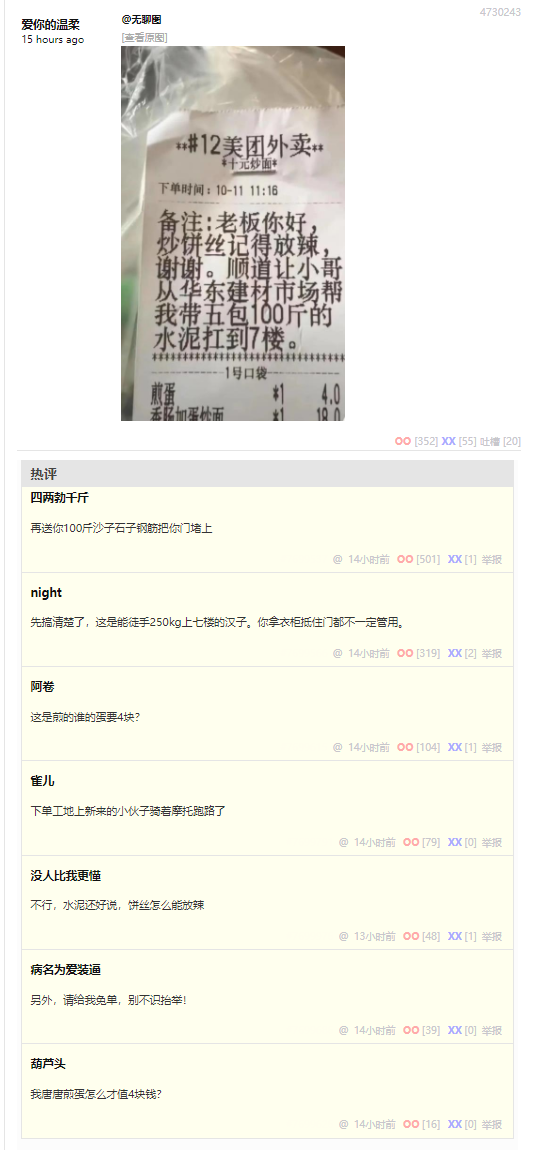 4730243
爱你的温柔
15 hours ago
@无聊图
[查看原图]
**#12美团外卖**
*十元炒面*
下单时间：10-11 11:16
备注:老板你好，
炒饼丝记得放辣，
谢谢。顺道让小哥
从华东建材市场帮
我带五包100斤的
水泥扛到7楼。
1号口袋
煎蛋 *1 4.0
香肠加蛋炒面 *1 18.0
OO [352] XX [55] 吐槽 [20]
热评
四两勃千斤
再送你100斤沙子石子钢筋把你门堵上
@ 14小时前 OO [501] XX [1] 举报
night
先搞清楚了，这是能徒手250kg上七楼的汉子。你拿衣柜抵住门都不一定管用。
@ 14小时前 OO [319] XX [2] 举报
阿卷
这是煎的谁的蛋要4块?
@ 14小时前 OO [104] XX [1] 举报
雀儿
下单工地上新来的小伙子骑着摩托跑路了
@ 14小时前 OO [79] XX [0] 举报
没人比我更懂
不行，水泥还好说，饼丝怎么能放辣
@ 13小时前 OO [48] XX [1] 举报
病名为爱装逼
另外，请给我免单，别不识抬举!
@ 14小时前 OO [39] XX [0] 举报
葫芦头
我唐唐煎蛋怎么才值4块钱?
@ 14小时前 OO [16] XX [0] 举报